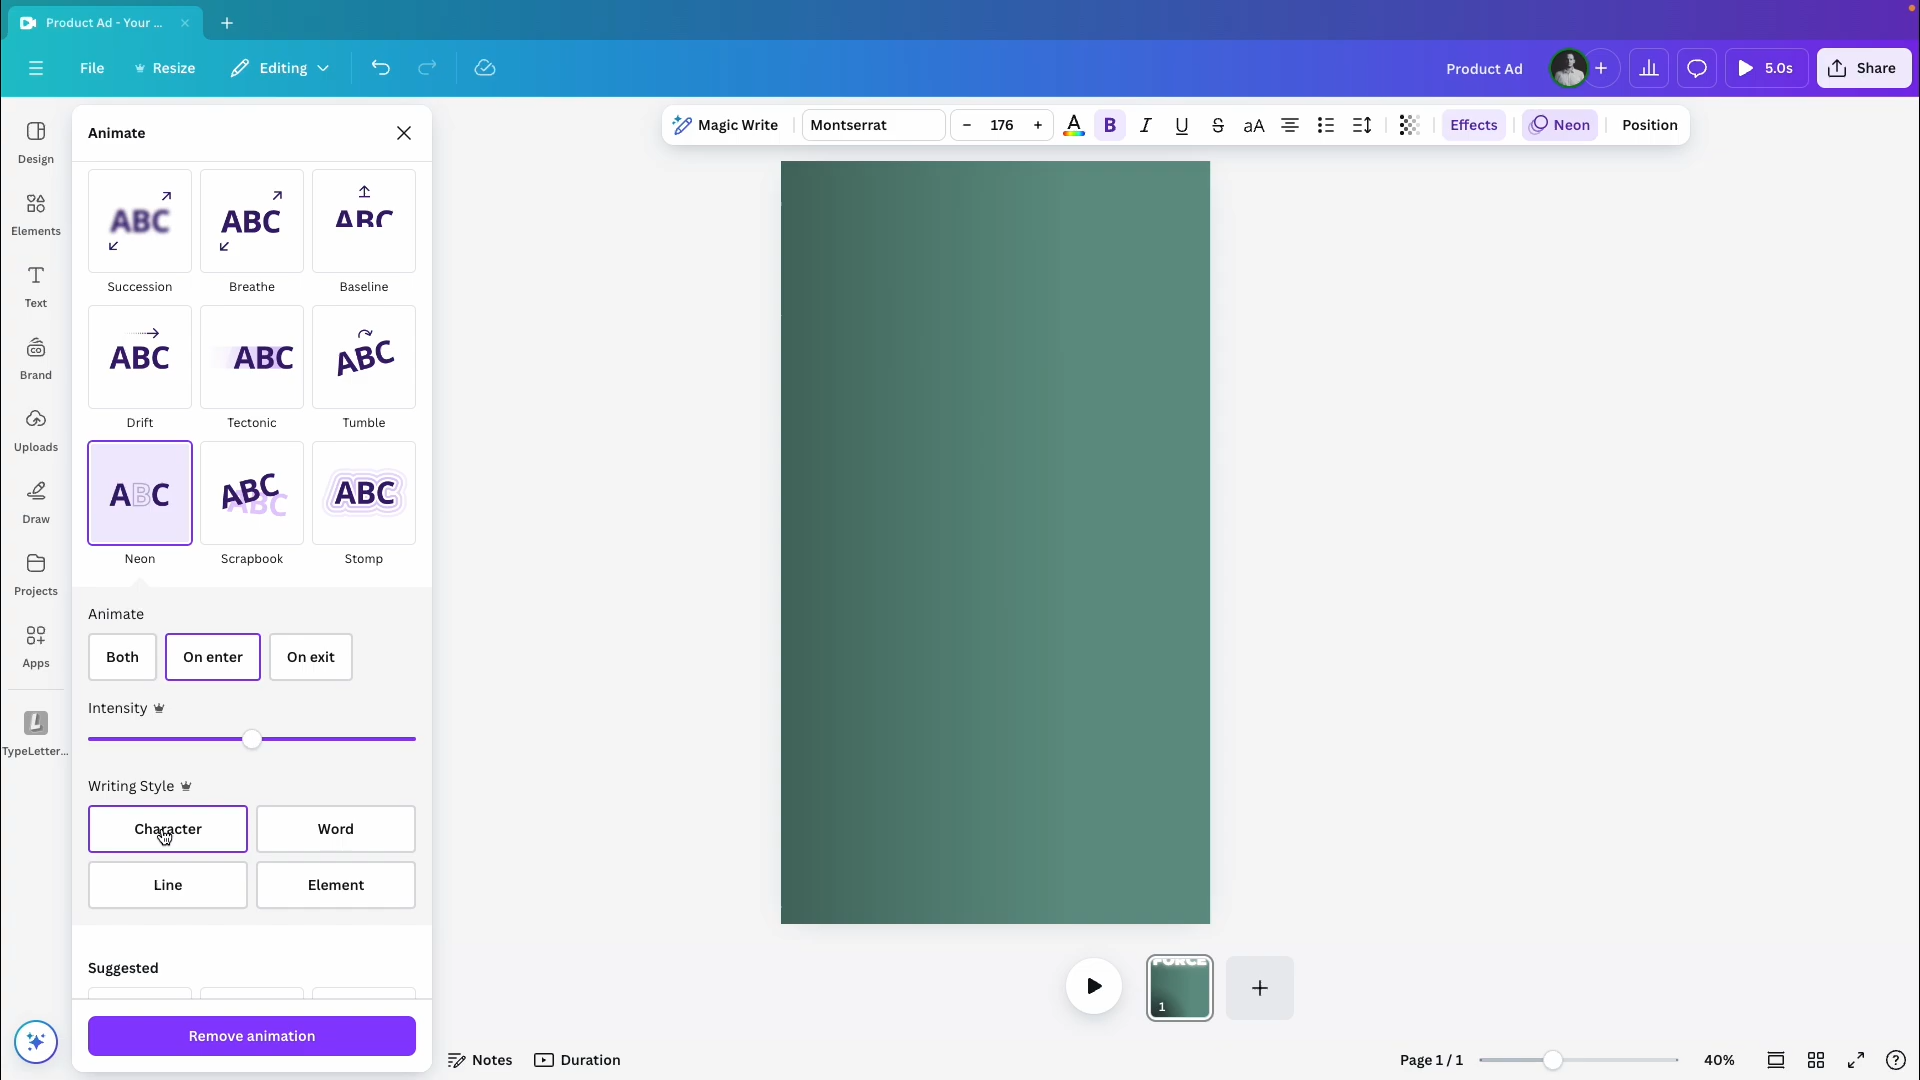 Product Ad - Your ...
File
Resize
Editing
Product Ad
5.0s
Share
Design
Elements
Text
Brand
Uploads
Draw
Projects
Apps
TypeLetter...
Animate
ABC
ABC
ABC
Succession
Breathe
Baseline
ABC
ABC
ABC
Drift
Tectonic
Tumble
ABC
ABC
ABC
Neon
Scrapbook
Stomp
Animate
Both
On enter
On exit
Intensity
Writing Style
Character
Word
Line
Element
Suggested
Remove animation
Magic Write
Montserrat
- 176 +
A
B
I
U
S
aA
Effects
Neon
Position
FORCE
1
Notes
Duration
Page 1 / 1
40%